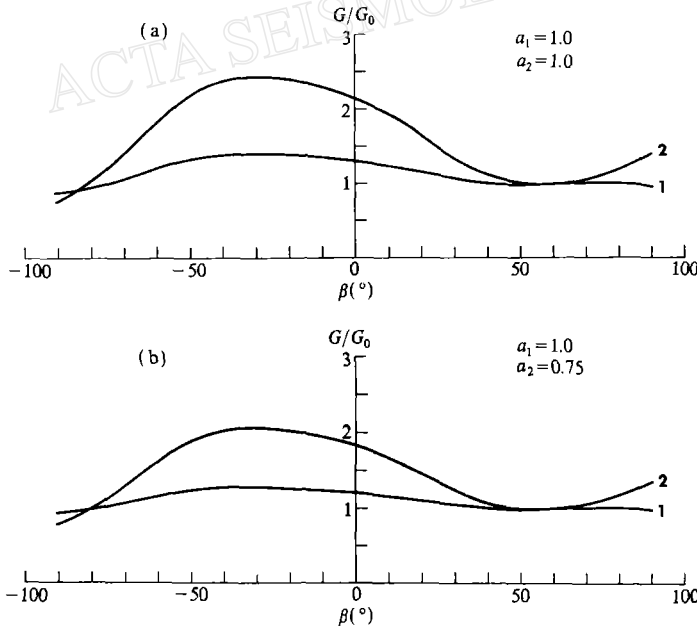 ACTA SEISMOL
(a)
G/G₀
a₁=1.0
a₂=1.0
3
2
1
2
1
−100
−50
0
50
100
β(°)
(b)
G/G₀
a₁=1.0
a₂=0.75
3
2
1
2
1
−100
−50
0
50
100
β(°)